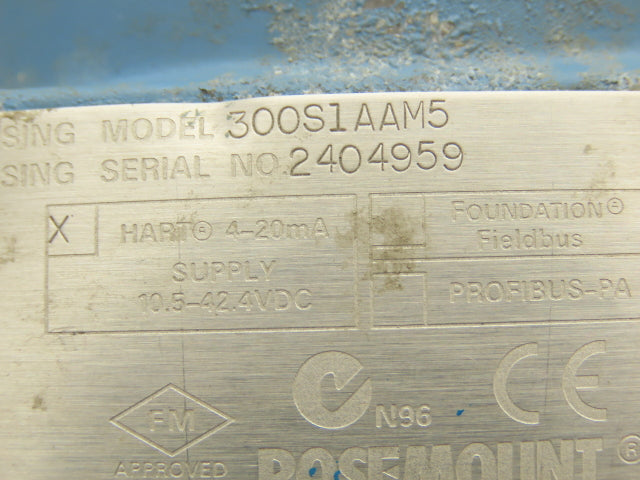 SING MODEL 300S1AAM5
SING SERIAL NO. 2404959
X HART® 4-20mA
SUPPLY
10.5-42.4VDC
FOUNDATION®
Fieldbus
PROFIBUS-PA
FM
APPROVED
N96
CE
ROSEMOUNT®